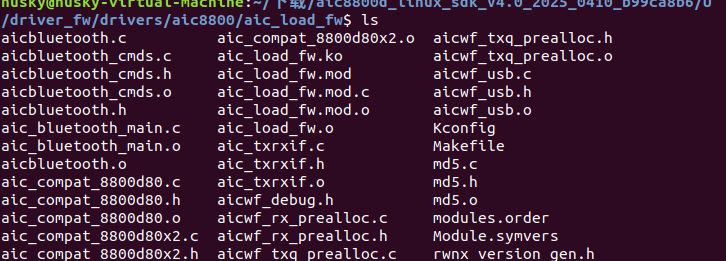 husky@husky-virtual-machine:~/下载/aic8800d_linux_sdk_v4.0_2025_0410_b99ca8b6/U
/driver_fw/drivers/aic8800/aic_load_fw$ ls
aicbluetooth.c aic_compat_8800d80x2.o aicwf_txq_prealloc.h
aicbluetooth_cmds.c aic_load_fw.ko aicwf_txq_prealloc.o
aicbluetooth_cmds.h aic_load_fw.mod aicwf_usb.c
aicbluetooth_cmds.o aic_load_fw.mod.c aicwf_usb.h
aicbluetooth.h aic_load_fw.mod.o aicwf_usb.o
aic_bluetooth_main.c aic_load_fw.o Kconfig
aic_bluetooth_main.o aic_txrxif.c Makefile
aicbluetooth.o aic_txrxif.h md5.c
aic_compat_8800d80.c aic_txrxif.o md5.h
aic_compat_8800d80.h aicwf_debug.h md5.o
aic_compat_8800d80.o aicwf_rx_prealloc.c modules.order
aic_compat_8800d80x2.c aicwf_rx_prealloc.h Module.symvers
aic_compat_8800d80x2.h aicwf_txq_prealloc.c rwnx_version_gen.h